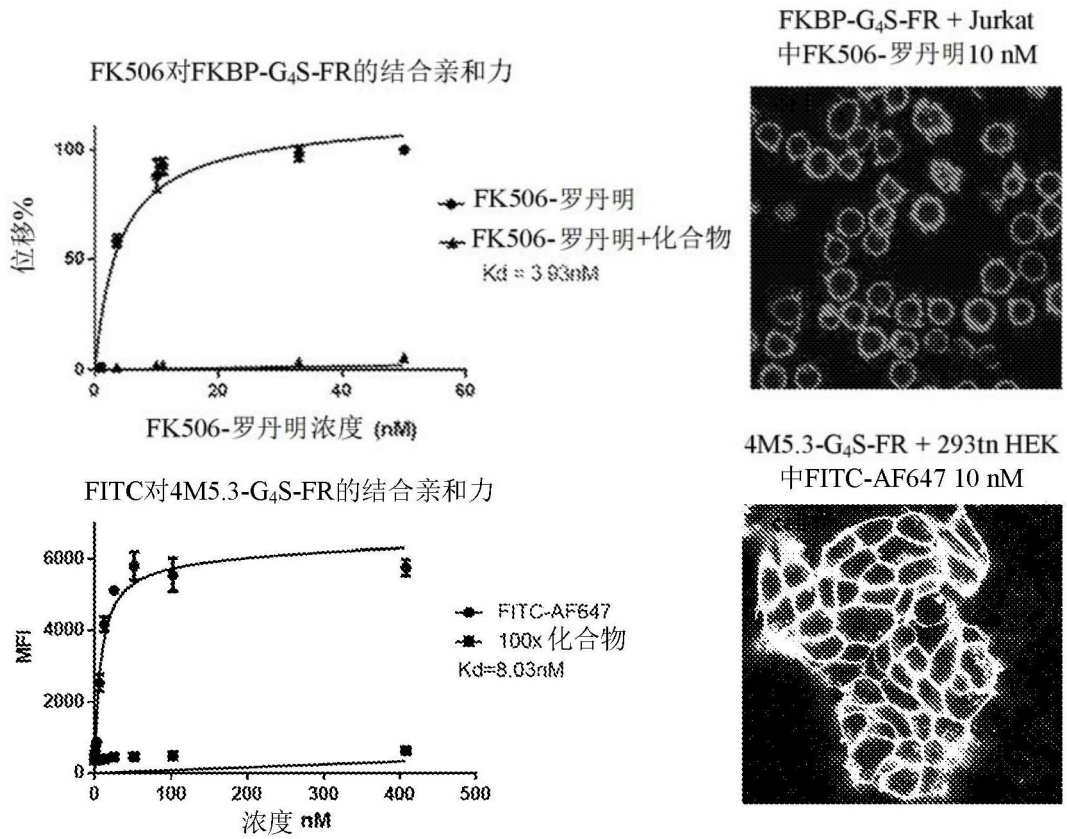 FK506对FKBP-G₄S-FR的结合亲和力
位移%
100
50
0
0
20
40
60
FK506-罗丹明浓度 (nM)
FK506-罗丹明
FK506-罗丹明+化合物
Kd = 3.93nM
FKBP-G₄S-FR + Jurkat
中FK506-罗丹明10 nM
FITC对4M5.3-G₄S-FR的结合亲和力
MFI
6000
4000
2000
0
0
100
200
300
400
500
浓度 nM
FITC-AF647
100x 化合物
Kd=8.03nM
4M5.3-G₄S-FR + 293tn HEK
中FITC-AF647 10 nM